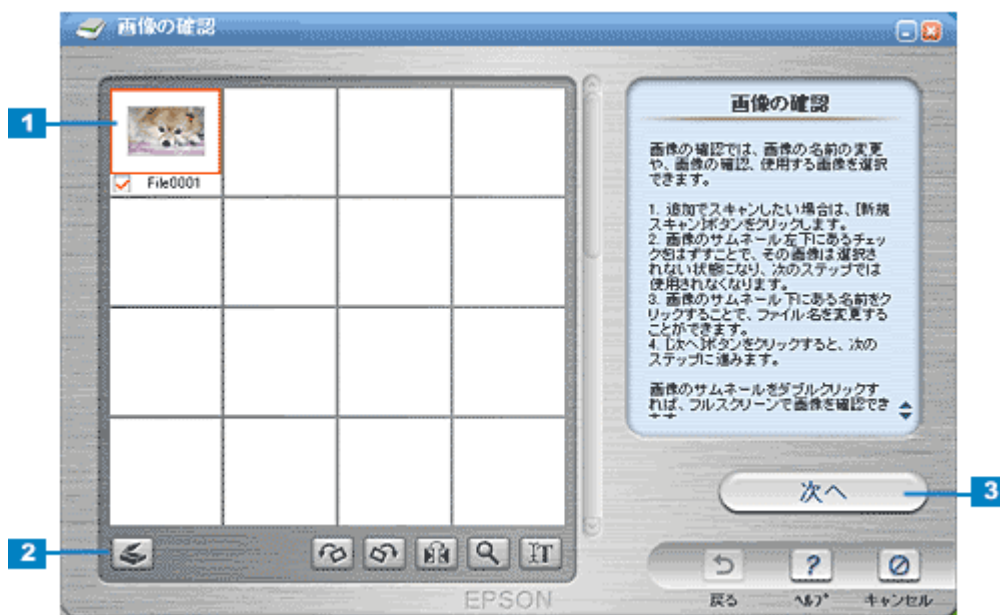 画像の確認
1
File0001
2
EPSON
画像の確認
画像の確認では、画像の名前の変更
や、画像の確認、使用する画像を選択
できます。
1. 追加でスキャンしたい場合は、[新規
スキャン]ボタンをクリックします。
2. 画像のサムネール左下にあるチェッ
クをはずすことで、その画像は選択さ
れない状態になり、次のステップでは
使用されなくなります。
3. 画像のサムネール下にある名前をク
リックすることで、ファイル名を変更する
ことができます。
4. [次へ]ボタンをクリックすると、次の
ステップに進みます。
画像のサムネールをダブルクリックす
れば、フルスクリーンで画像を確認でき
次へ
3
戻る
ヘルプ
キャンセル